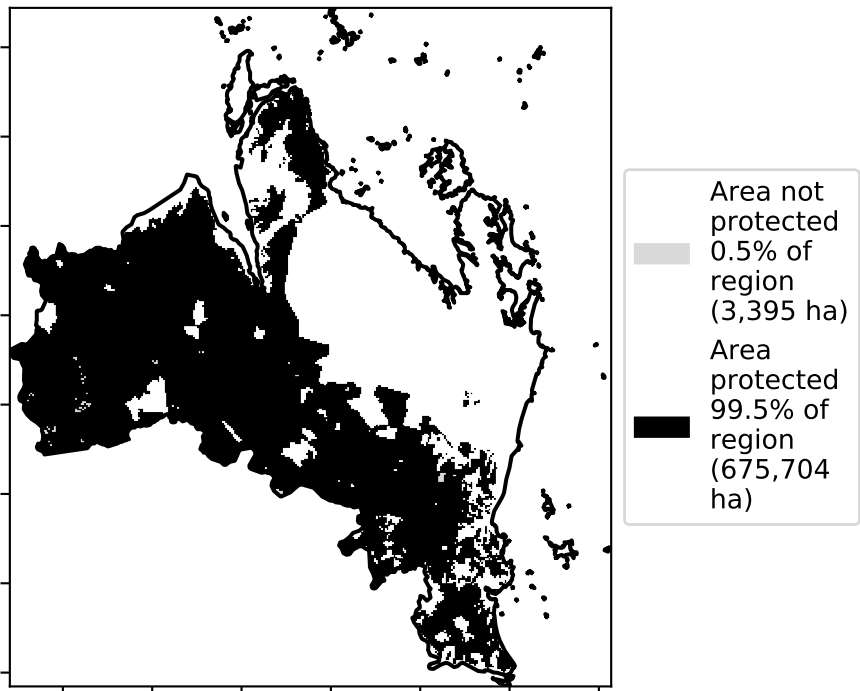 Area not
protected
0.5% of
region
(3,395 ha)
Area
protected
99.5% of
region
(675,704
ha)